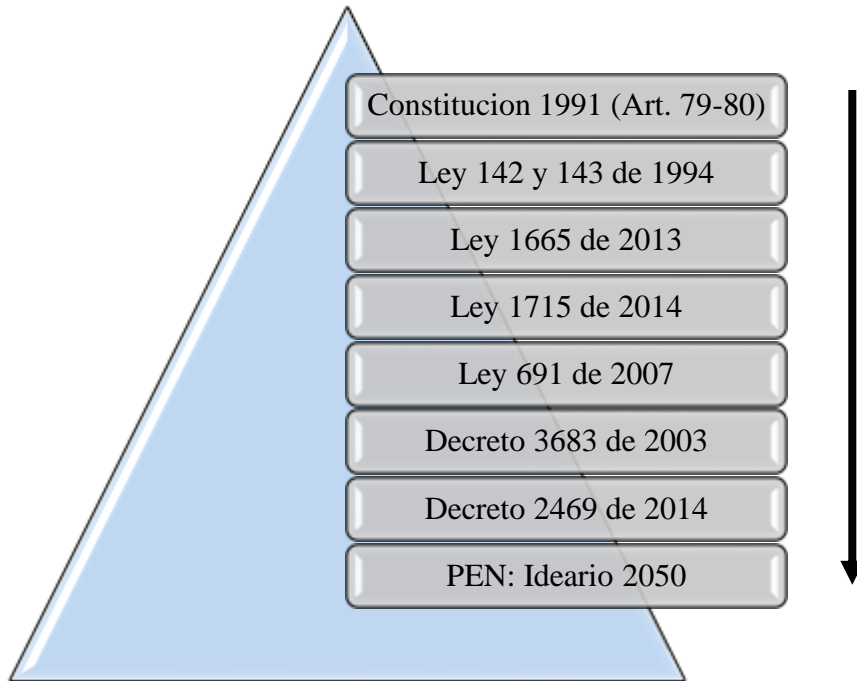 Constitucion 1991 (Art. 79-80)
Ley 142 y 143 de 1994
Ley 1665 de 2013
Ley 1715 de 2014
Ley 691 de 2007
Decreto 3683 de 2003
Decreto 2469 de 2014
PEN: Ideario 2050